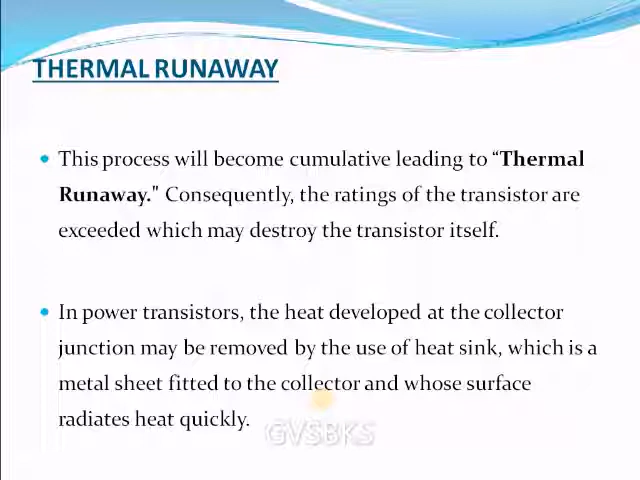 THERMAL RUNAWAY
This process will become cumulative leading to “Thermal
Runaway." Consequently, the ratings of the transistor are
exceeded which may destroy the transistor itself.
In power transistors, the heat developed at the collector
junction may be removed by the use of heat sink, which is a
metal sheet fitted to the collector and whose surface
radiates heat quickly.
GVSBKS